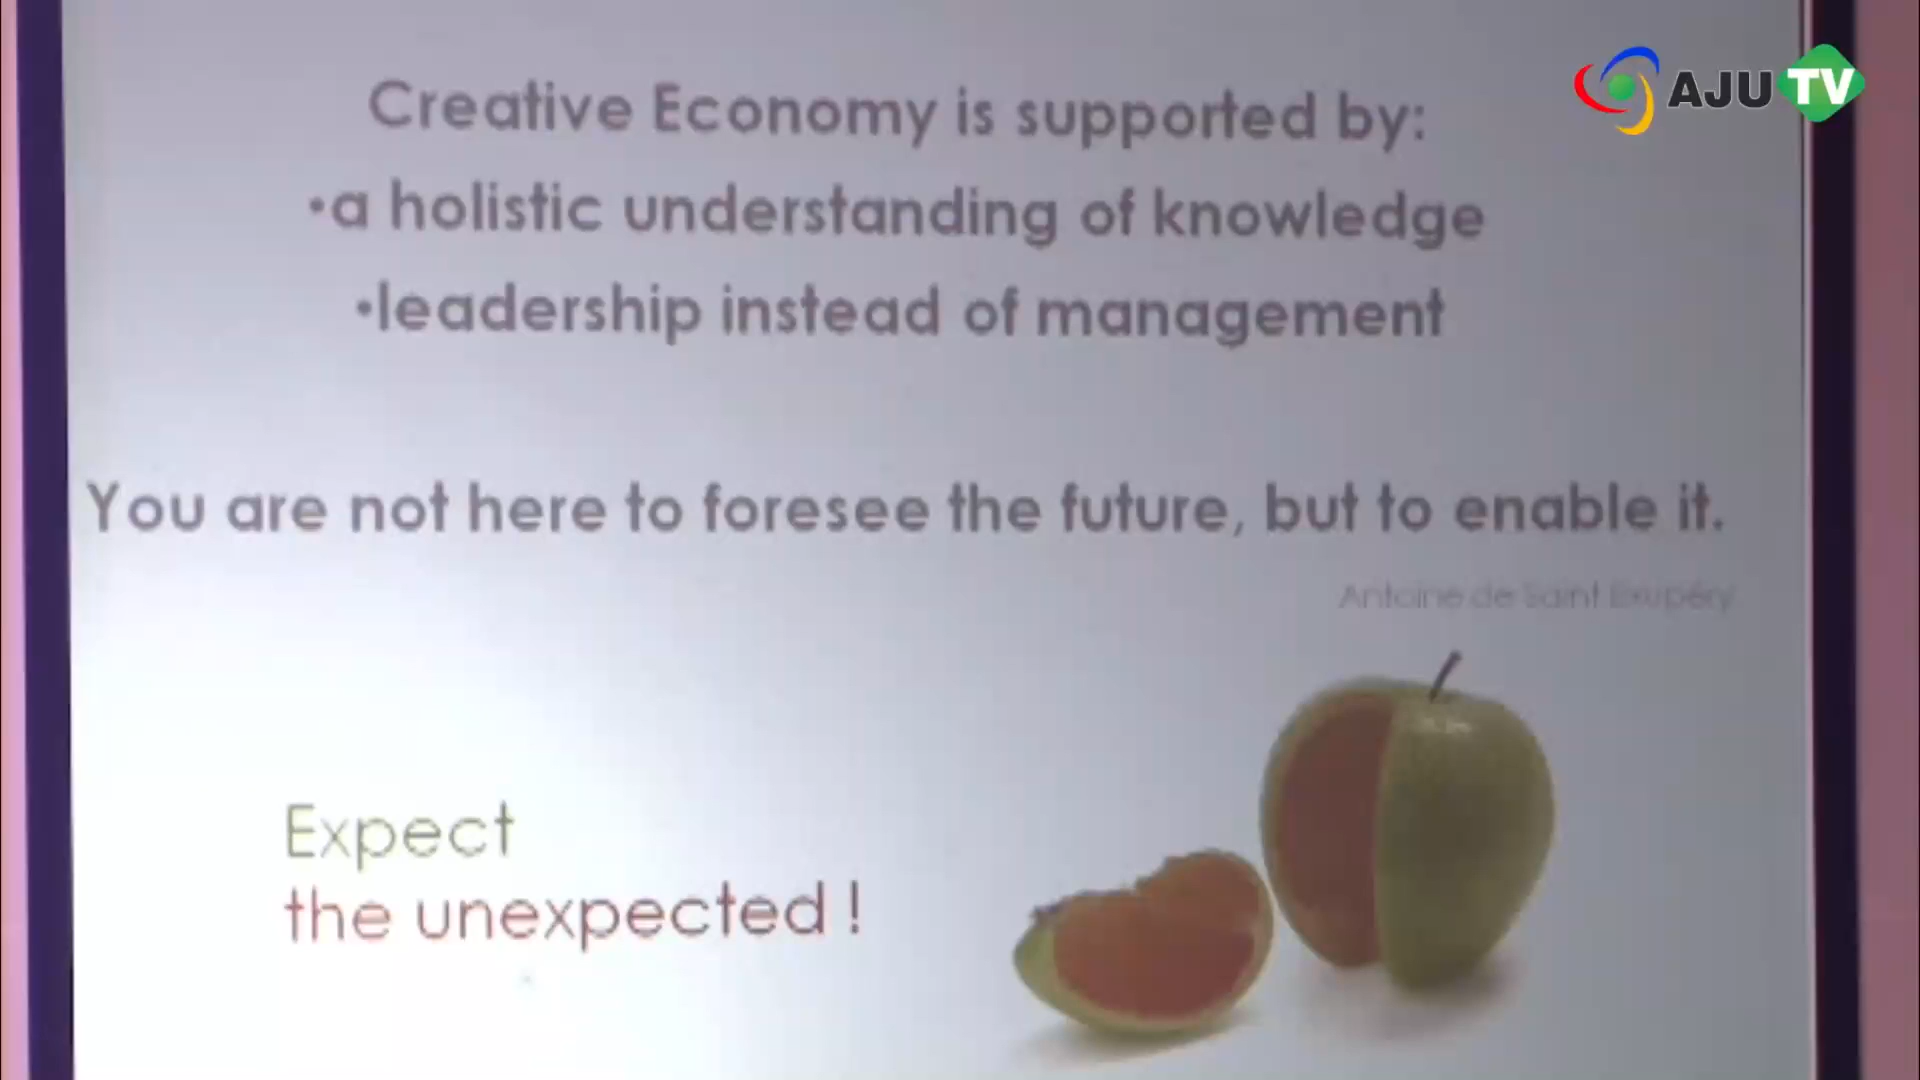 AJU TV
Creative Economy is supported by:
•a holistic understanding of knowledge
•leadership instead of management
You are not here to foresee the future, but to enable it.
Antoine de Saint Exupéry
Expect
the unexpected !